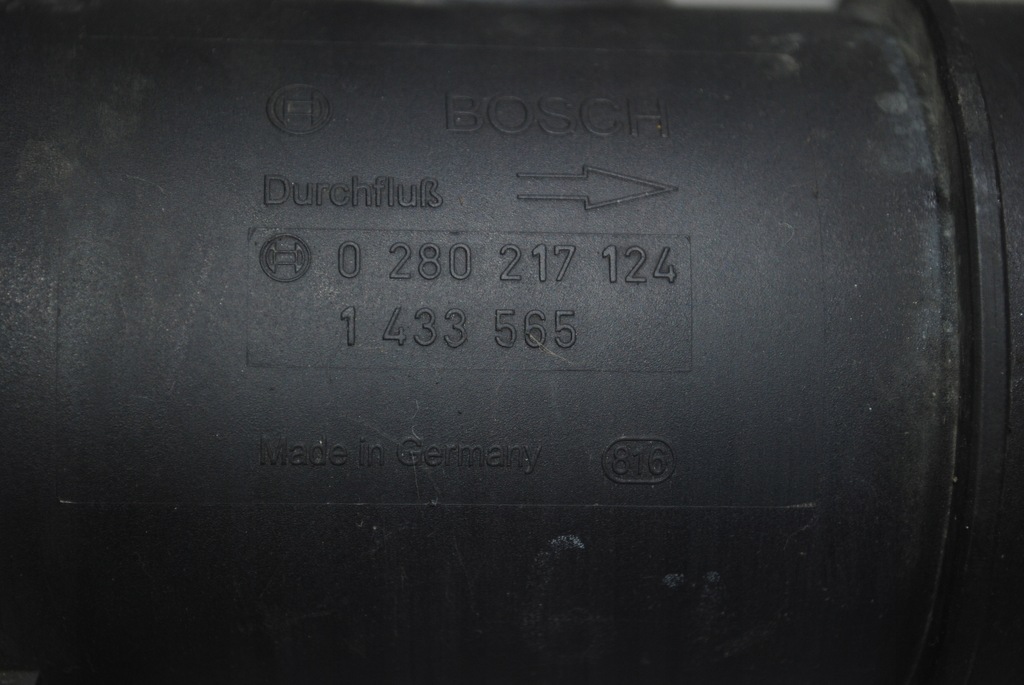 BOSCH
Durchfluß
0 280 217 124
1 433 565
Made in Germany 816